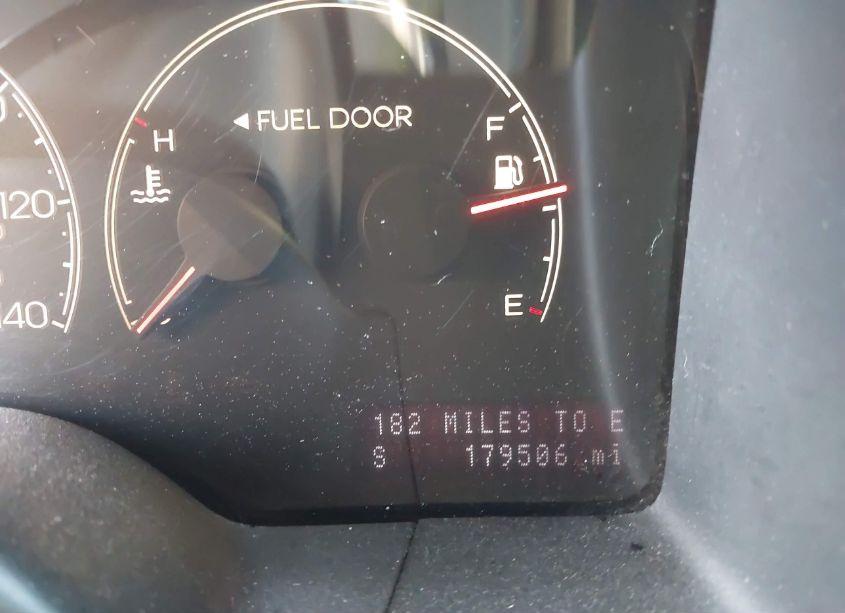 ◄ FUEL DOOR
H
F
120
140
E
182 MILES TO E
S 179506 mi